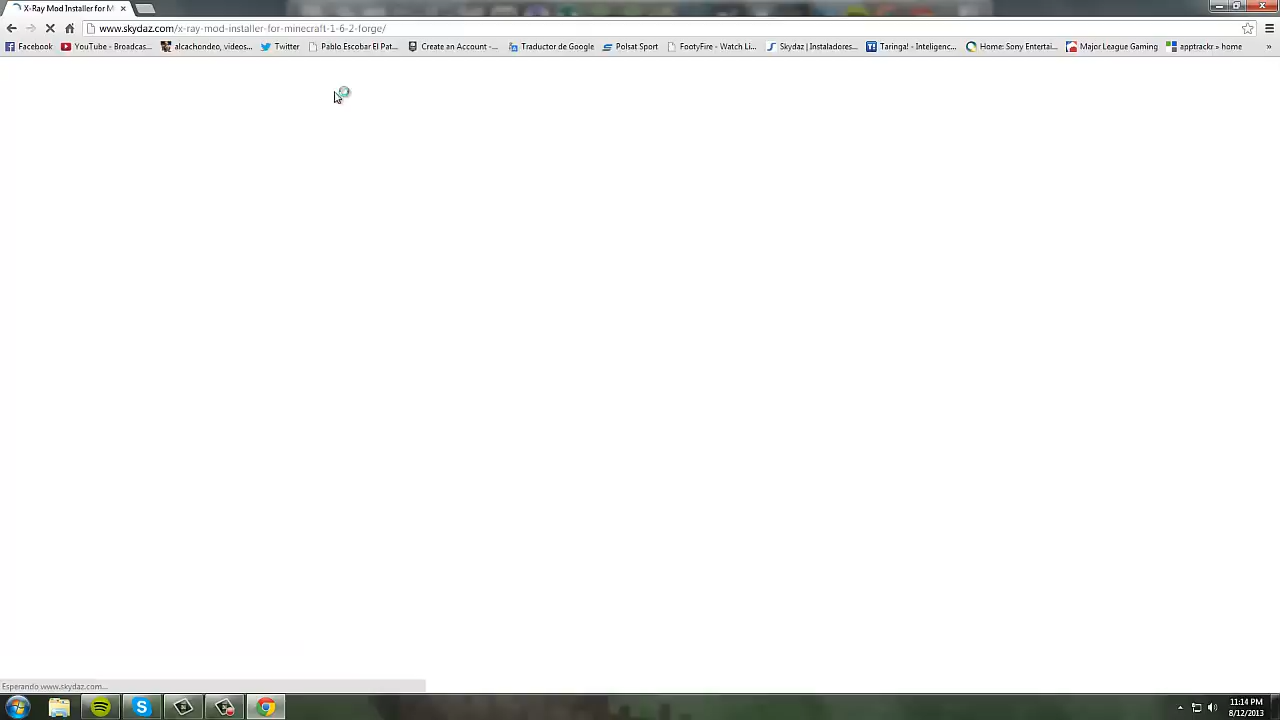 X-Ray Mod Installer for M
www.skydaz.com/x-ray-mod-installer-for-minecraft-1-6-2-forge/
Facebook YouTube - Broadcas... alcachondeo, videos... Twitter Pablo Escobar El Pat... Create an Account -... Traductor de Google Polsat Sport FootyFire - Watch Li... Skydaz | Instaladores... Taringa! - Inteligenc... Home: Sony Entertai... Major League Gaming apptrackr » home »
Esperando www.skydaz.com...
11:14 PM
8/12/2013